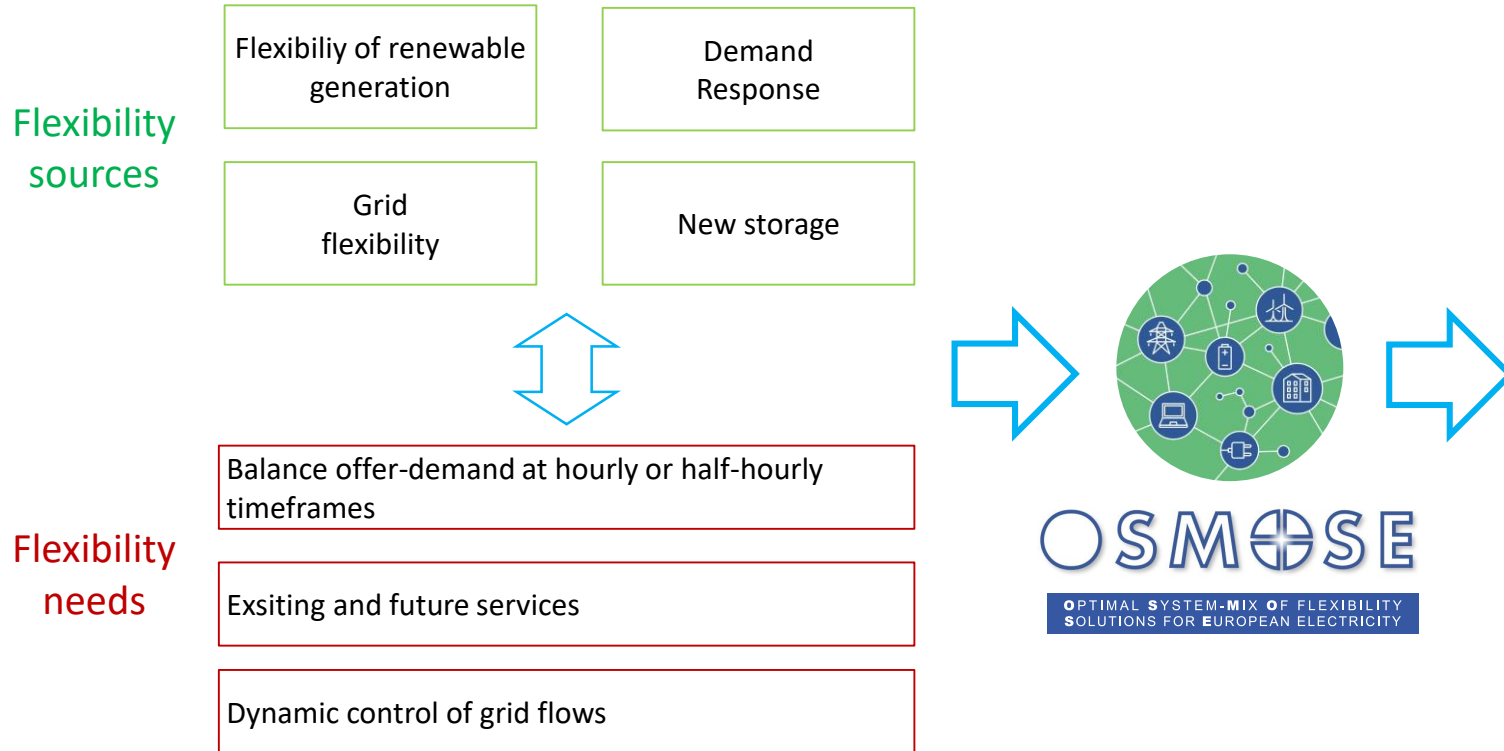 Flexibility
sources
Flexibiliy of renewable
generation
Demand
Response
Grid
flexibility
New storage
Flexibility
needs
Balance offer-demand at hourly or half-hourly
timeframes
Exsiting and future services
Dynamic control of grid flows
OSMOSE
OPTIMAL SYSTEM-MIX OF FLEXIBILITY
SOLUTIONS FOR EUROPEAN ELECTRICITY